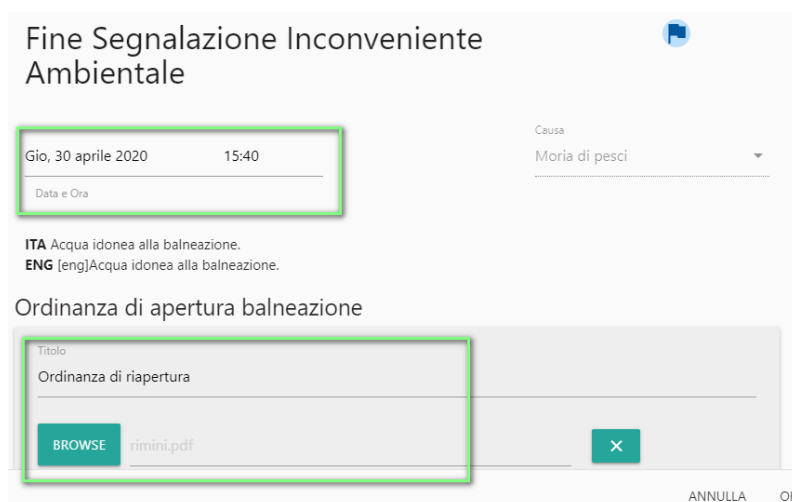 Fine Segnalazione Inconveniente
Ambientale
Causa
Gio, 30 aprile 2020 15:40
Moria di pesci
Data e Ora
ITA Acqua idonea alla balneazione.
ENG [eng]Acqua idonea alla balneazione.
Ordinanza di apertura balneazione
Titolo
Ordinanza di riapertura
BROWSE rimini.pdf
ANNULLA